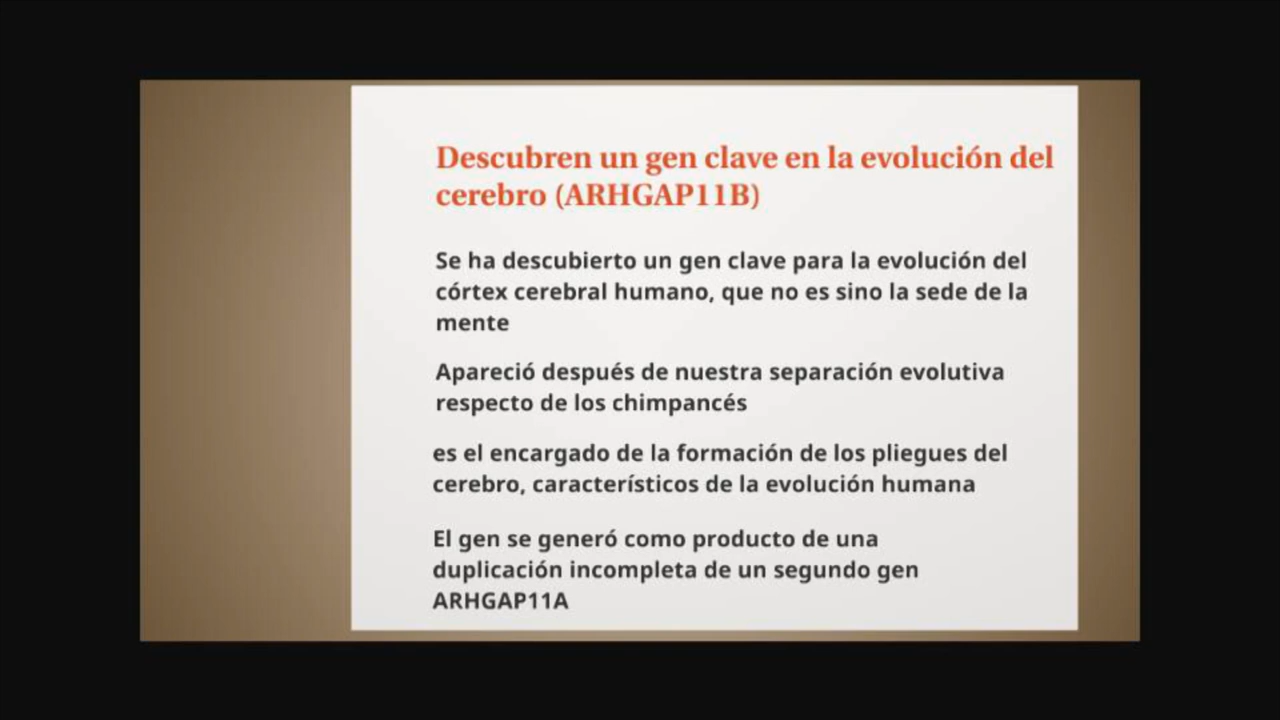 Descubren un gen clave en la evolución del
cerebro (ARHGAP11B)
Se ha descubierto un gen clave para la evolución del
córtex cerebral humano, que no es sino la sede de la
mente
Apareció después de nuestra separación evolutiva
respecto de los chimpancés
es el encargado de la formación de los pliegues del
cerebro, característicos de la evolución humana
El gen se generó como producto de una
duplicación incompleta de un segundo gen
ARHGAP11A